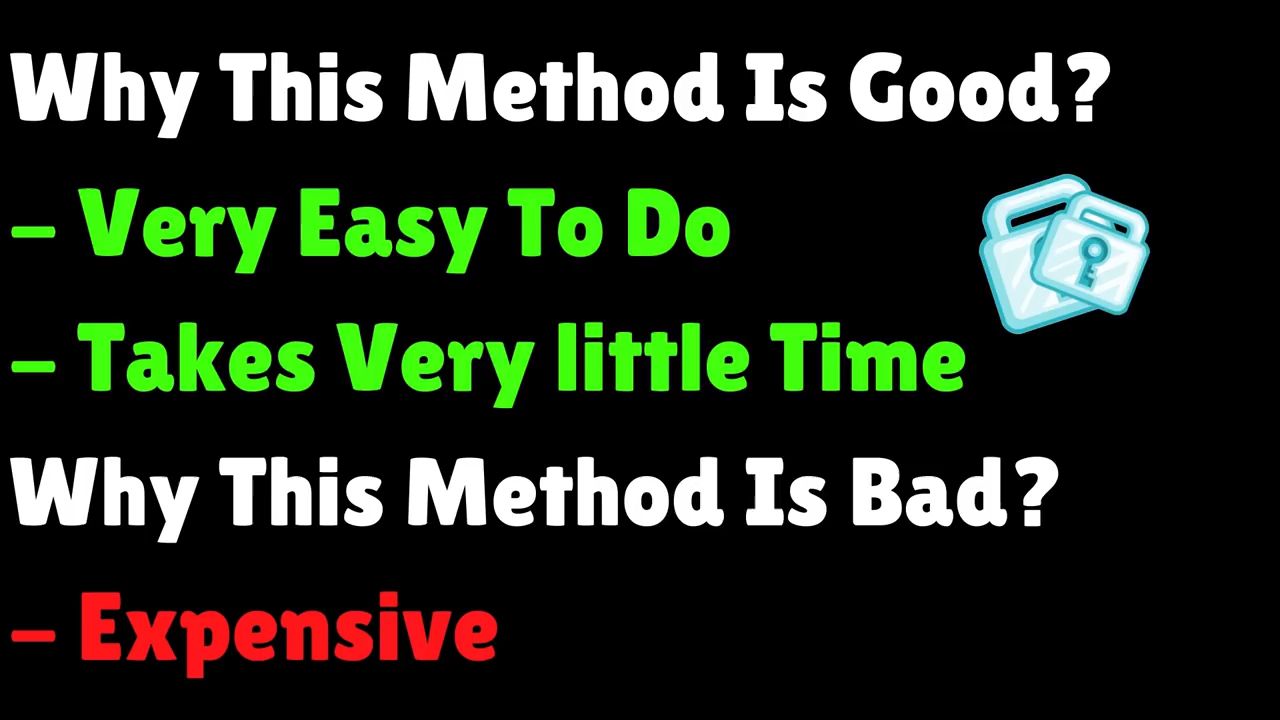 Why This Method Is Good?
- Very Easy To Do
- Takes Very little Time
Why This Method Is Bad?
- Expensive